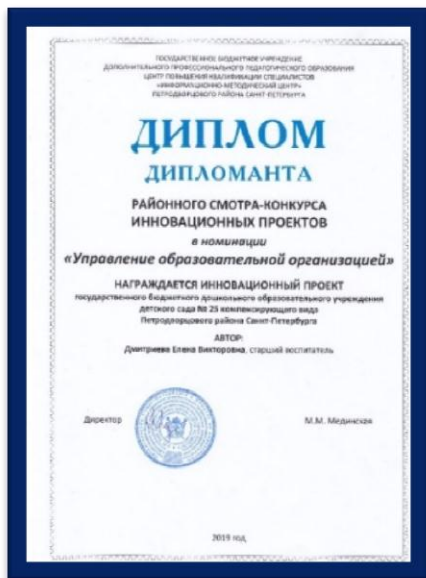 ГОСУДАРСТВЕННОЕ БЮДЖЕТНОЕ УЧРЕЖДЕНИЕ
ДОПОЛНИТЕЛЬНОГО ПРОФЕССИОНАЛЬНОГО ПЕДАГОГИЧЕСКОГО ОБРАЗОВАНИЯ
ЦЕНТР ПОВЫШЕНИЯ КВАЛИФИКАЦИИ СПЕЦИАЛИСТОВ
«ИНФОРМАЦИОННО-МЕТОДИЧЕСКИЙ ЦЕНТР»
ПЕТРОДВОРЦОВОГО РАЙОНА САНКТ-ПЕТЕРБУРГА
ДИПЛОМ
ДИПЛОМАНТА
РАЙОННОГО СМОТРА-КОНКУРСА
ИННОВАЦИОННЫХ ПРОЕКТОВ
в номинации
«Управление образовательной организацией»
НАГРАЖДАЕТСЯ ИННОВАЦИОННЫЙ ПРОЕКТ
государственного бюджетного дошкольного образовательного учреждения
детского сада № 25 компенсирующего вида
Петродворцового района Санкт-Петербурга
АВТОР:
Дмитриева Елена Викторовна, старший воспитатель
Директор М.М. Мединская
2019 год